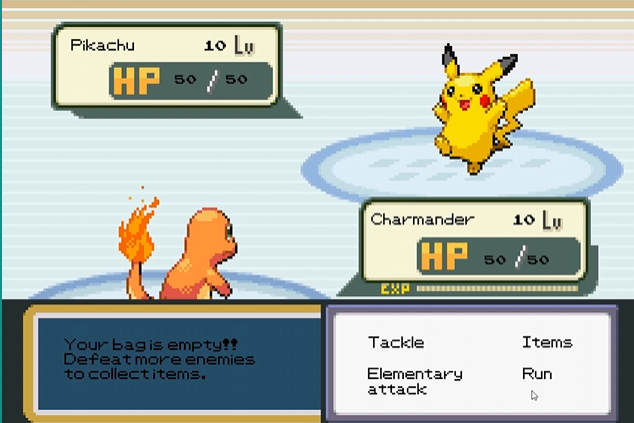 Pikachu 10 Lv
HP 50 / 50
Charmander 10 Lv
HP 50 / 50
EXP
Your bag is empty!!
Defeat more enemies
to collect items.
Tackle Items
Elementary Run
attack